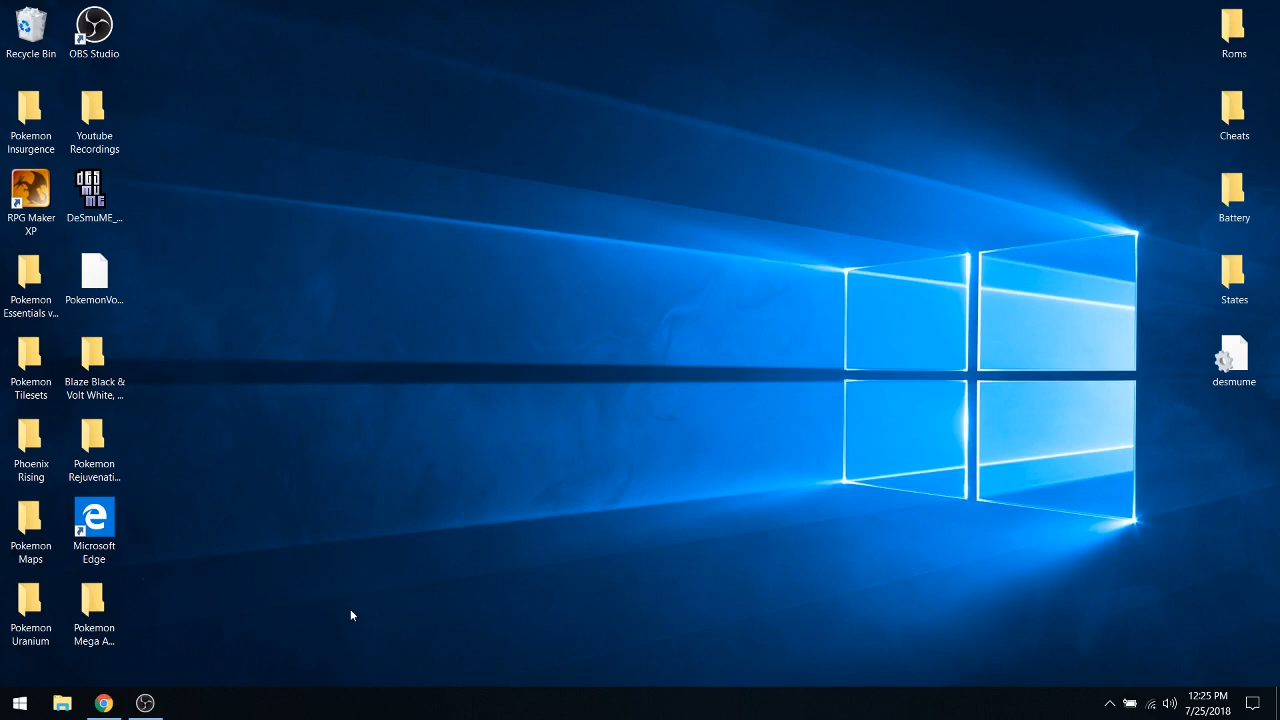 Recycle Bin
OBS Studio
Pokemon
Insurgence
Youtube
Recordings
RPG Maker
XP
DeSmuME_...
Pokemon
Essentials v...
PokemonVo...
Pokemon
Tilesets
Blaze Black &
Volt White, ...
Phoenix
Rising
Pokemon
Rejuvenati...
Pokemon
Maps
Microsoft
Edge
Pokemon
Uranium
Pokemon
Mega A...
Roms
Cheats
Battery
States
desmume
12:25 PM
7/25/2018